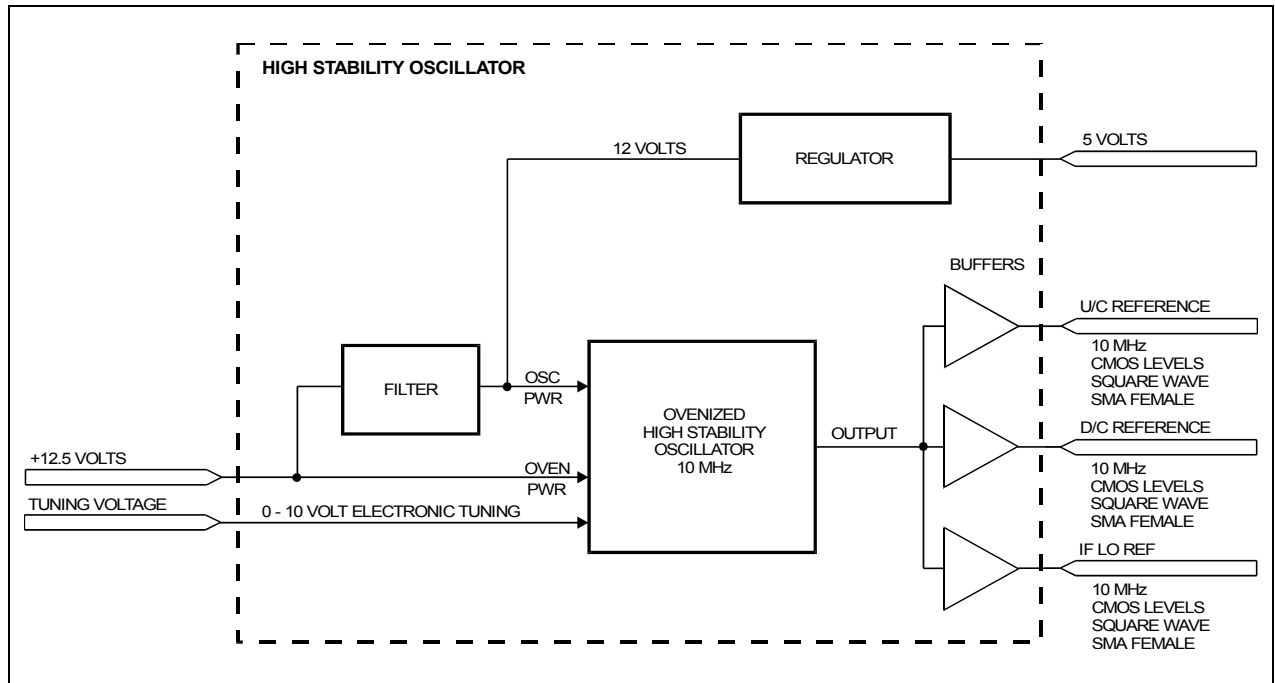 HIGH STABILITY OSCILLATOR
12 VOLTS
REGULATOR
5 VOLTS
BUFFERS
U/C REFERENCE
10 MHz
CMOS LEVELS
SQUARE WAVE
SMA FEMALE
FILTER
OSC
PWR
OVENIZED
HIGH STABILITY
OSCILLATOR
10 MHz
OUTPUT
D/C REFERENCE
10 MHz
CMOS LEVELS
SQUARE WAVE
SMA FEMALE
+12.5 VOLTS
OVEN
PWR
TUNING VOLTAGE
0 - 10 VOLT ELECTRONIC TUNING
IF LO REF
10 MHz
CMOS LEVELS
SQUARE WAVE
SMA FEMALE